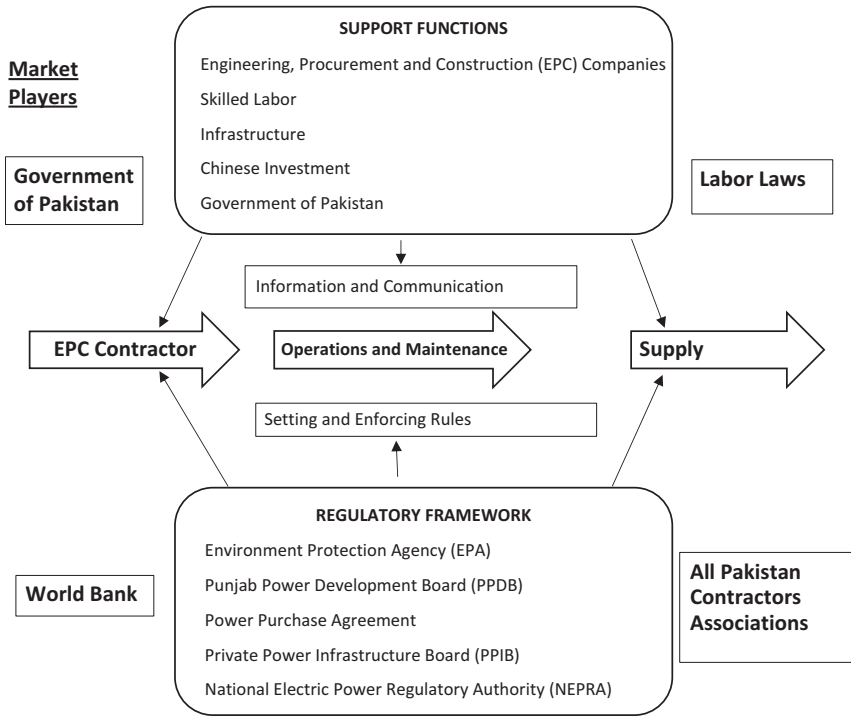 SUPPORT FUNCTIONS
Engineering, Procurement and Construction (EPC) Companies
Skilled Labor
Infrastructure
Chinese Investment
Government of Pakistan
Market
Players
Government
of Pakistan
Labor Laws
Information and Communication
EPC Contractor
Operations and Maintenance
Supply
Setting and Enforcing Rules
REGULATORY FRAMEWORK
Environment Protection Agency (EPA)
Punjab Power Development Board (PPDB)
Power Purchase Agreement
Private Power Infrastructure Board (PPIB)
National Electric Power Regulatory Authority (NEPRA)
World Bank
All Pakistan
Contractors
Associations